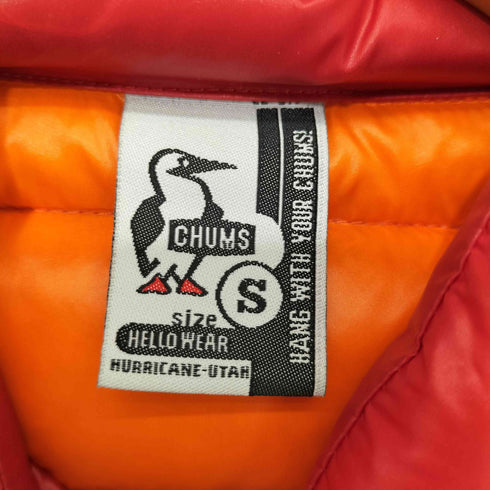 CHUMS
S
size
HELLO WEAR
HURRICANE-UTAH
HANG WITH YOUR CHUMS!